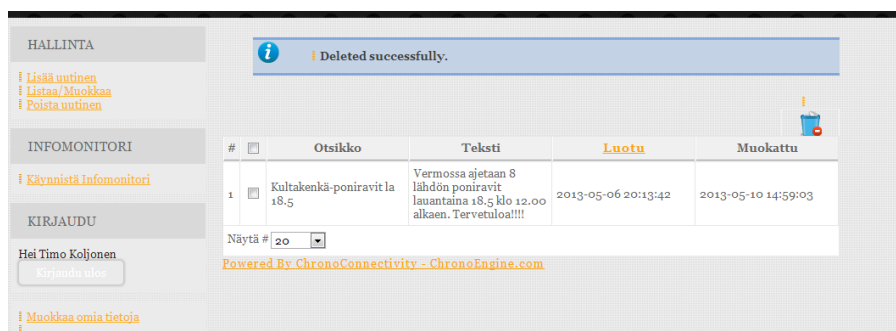 HALLINTA
Lisää uutinen
Listaa/Muokkaa
Poista uutinen
INFOMONITORI
Käynnistä Infomonitori
KIRJAUDU
Hei Timo Koljonen
Kirjaudu ulos
Muokkaa omia tietoja
Deleted successfully.
# Otsikko Teksti Luotu Muokattu
1 Kultakenkä-poniravit la
18.5
Vermossa ajetaan 8
lähdön poniravit
lauantaina 18.5 klo 12.00
alkaen. Tervetuloa!!!!
2013-05-06 20:13:42 2013-05-10 14:59:03
Näytä # 20
Powered By ChronoConnectivity - ChronoEngine.com